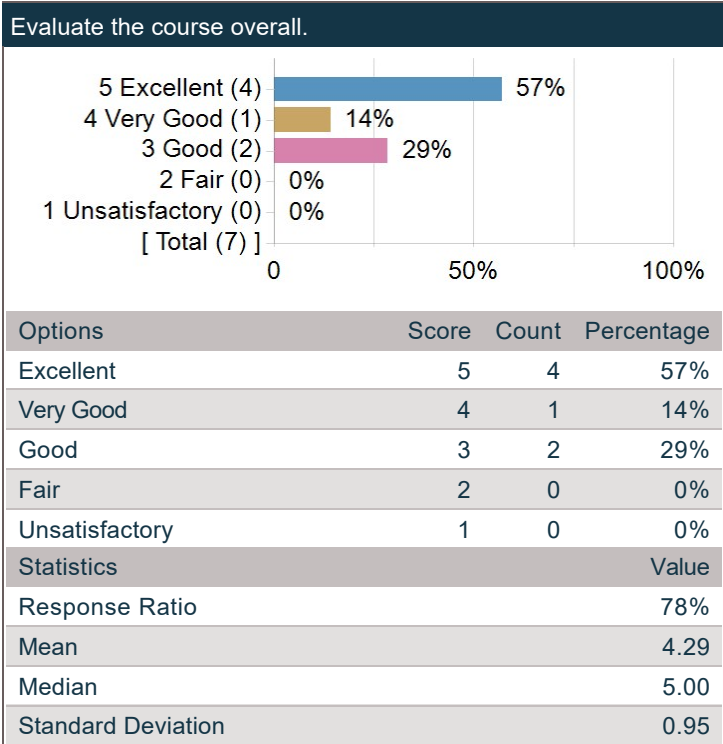 Evaluate the course overall.
5 Excellent (4) 57%
4 Very Good (1) 14%
3 Good (2) 29%
2 Fair (0) 0%
1 Unsatisfactory (0) 0%
[ Total (7) ]
0 50% 100%
Options Score Count Percentage
Excellent 5 4 57%
Very Good 4 1 14%
Good 3 2 29%
Fair 2 0 0%
Unsatisfactory 1 0 0%
Statistics Value
Response Ratio 78%
Mean 4.29
Median 5.00
Standard Deviation 0.95